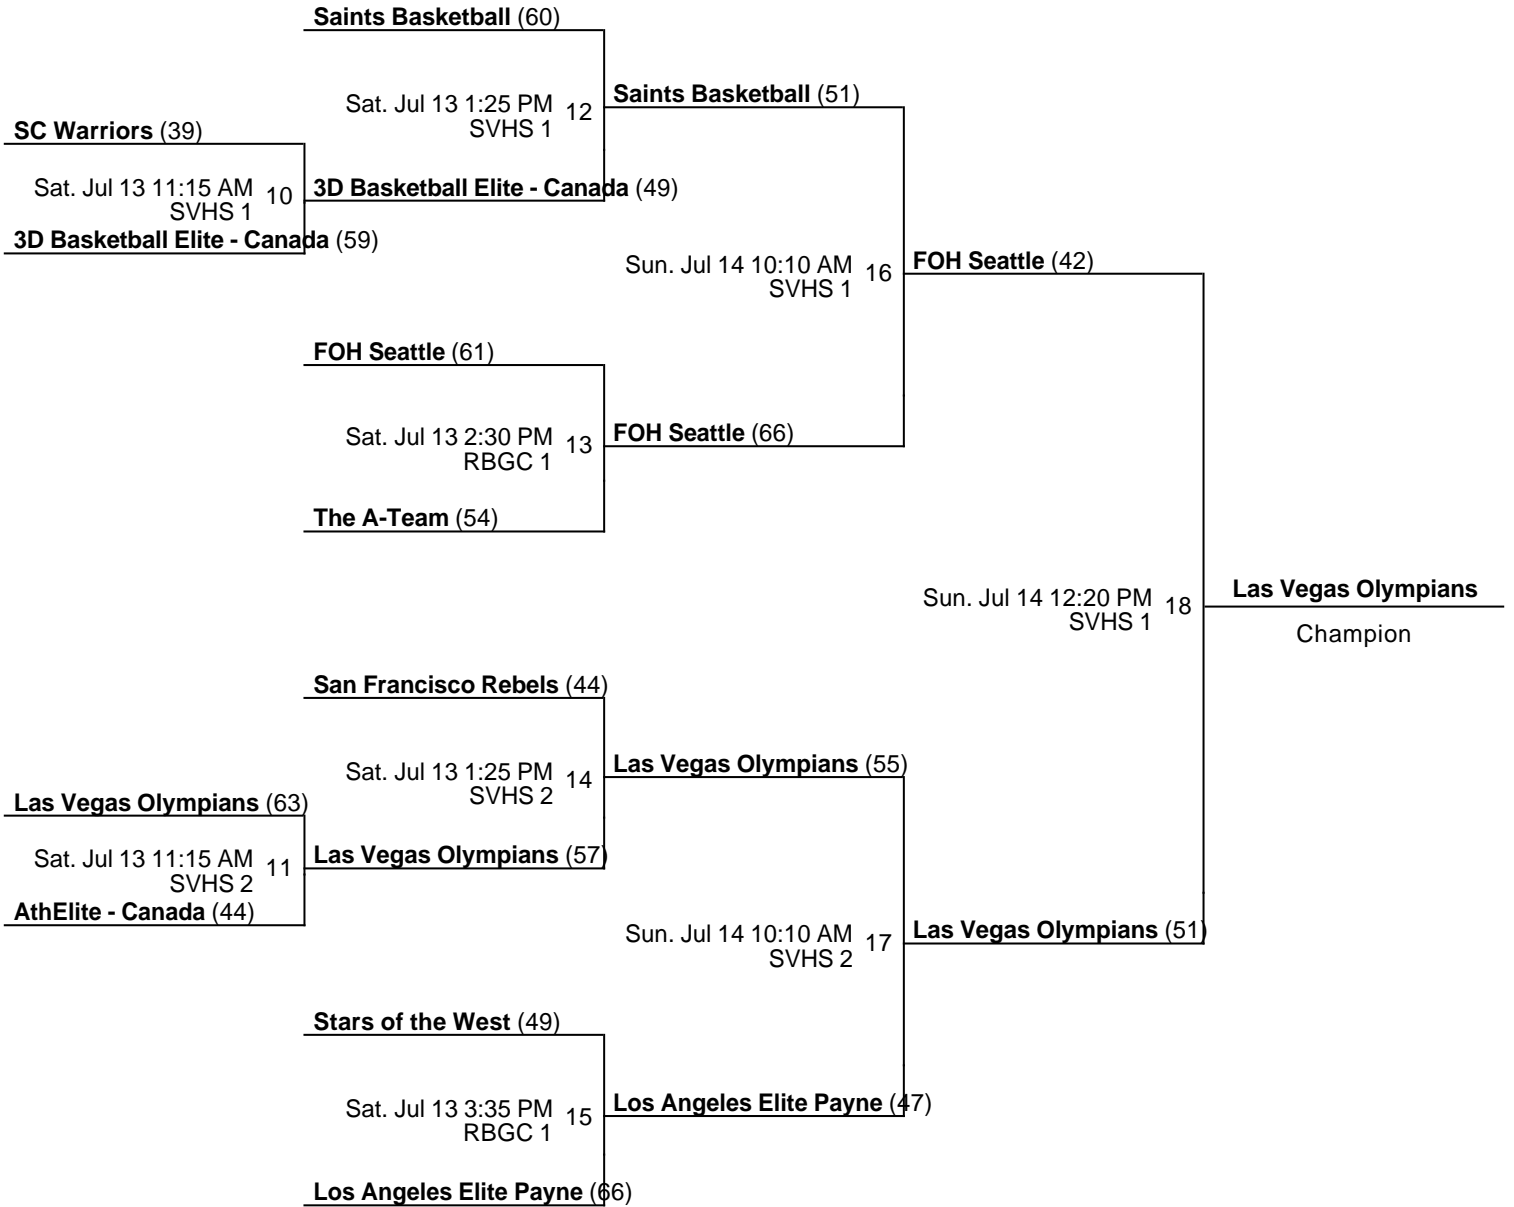 Saints Basketball (60)
Sat. Jul 13 1:25 PM 12
SVHS 1
Saints Basketball (51)
SC Warriors (39)
Sat. Jul 13 11:15 AM 10
SVHS 1
3D Basketball Elite - Canada (49)
3D Basketball Elite - Canada (59)
Sun. Jul 14 10:10 AM 16
SVHS 1
FOH Seattle (42)
FOH Seattle (61)
Sat. Jul 13 2:30 PM 13
RBGC 1
FOH Seattle (66)
The A-Team (54)
Sun. Jul 14 12:20 PM 18
SVHS 1
Las Vegas Olympians
Champion
San Francisco Rebels (44)
Sat. Jul 13 1:25 PM 14
SVHS 2
Las Vegas Olympians (55)
Las Vegas Olympians (63)
Sat. Jul 13 11:15 AM 11
SVHS 2
Las Vegas Olympians (57)
AthElite - Canada (44)
Sun. Jul 14 10:10 AM 17
SVHS 2
Las Vegas Olympians (51)
Stars of the West (49)
Sat. Jul 13 3:35 PM 15
RBGC 1
Los Angeles Elite Payne (47)
Los Angeles Elite Payne (66)